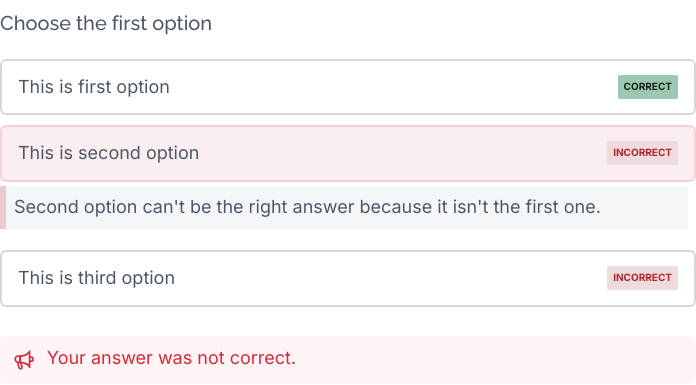 Choose the first option
This is first option
CORRECT
This is second option
INCORRECT
Second option can't be the right answer because it isn't the first one.
This is third option
INCORRECT
Your answer was not correct.